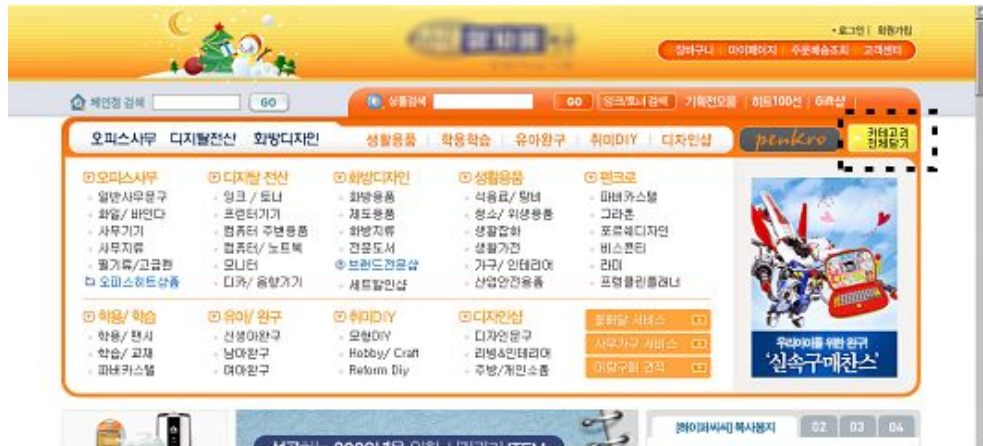 로그인 | 회원가입
장바구니 마이페이지 주문배송조회 고객센터
체인점 검색 GO 상품검색 GO 잉크/토너 검색 기획전모음 히트100선 Gift샵
오피스사무 디지탈전산 화방디자인 생활용품 학용학습 유아완구 취미DIY 디자인샵 penkro 카테고리
전체닫기
오피스사무 디지탈 전산 화방디자인 생활용품 펜크로
일반사무문구 잉크 / 토너 화방용품 식음료/ 탕비 파버카스텔
화일/ 바인더 프린터기기 제도용품 청소/ 위생용품 그라폰
사무기기 컴퓨터 주변용품 화방지류 생활잡화 포르쉐디자인
사무지류 컴퓨터/ 노트북 전문도서 생활가전 비스콘티
필기류/고급펜 모니터 브랜드전문샵 가구/ 인테리어 라미
오피스히트상품 디카/ 음향기기 세트할인샵 산업안전용품 프랭클린플래너
학용/ 학습 유아/ 완구 취미DIY 디자인샵 꽃배달 서비스
학용/ 팬시 신생아완구 모형DIY 디자인문구 사무가구 서비스
학습/ 교재 남아완구 Hobby/ Craft 리빙&인테리어 대량구매 견적
파버카스텔 여아완구 Reform Diy 주방/개인소품
우리아이를 위한 완구!
'실속구매찬스'
[하이퍼씨씨] 복사용지 02 03 04